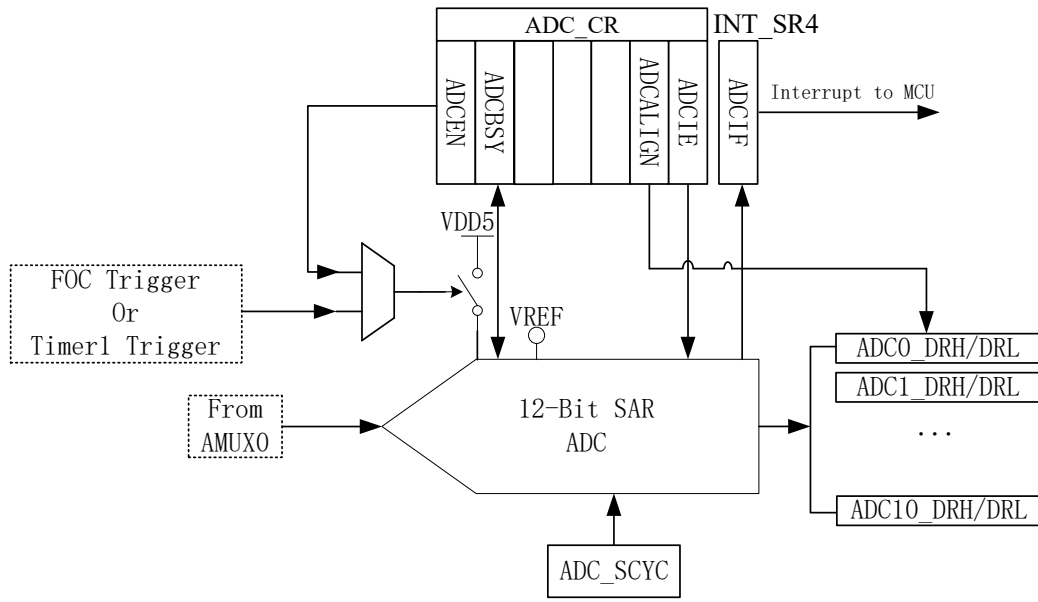 ADC_CR
INT_SR4
ADCEN
ADCBSY
ADCALIGN
ADCIE
ADCIF
Interrupt to MCU
VDD5
FOC Trigger
Or
Timer1 Trigger
VREF
ADC0_DRH/DRL
ADC1_DRH/DRL
...
ADC10_DRH/DRL
From
AMUX0
12-Bit SAR
ADC
ADC_SCYC